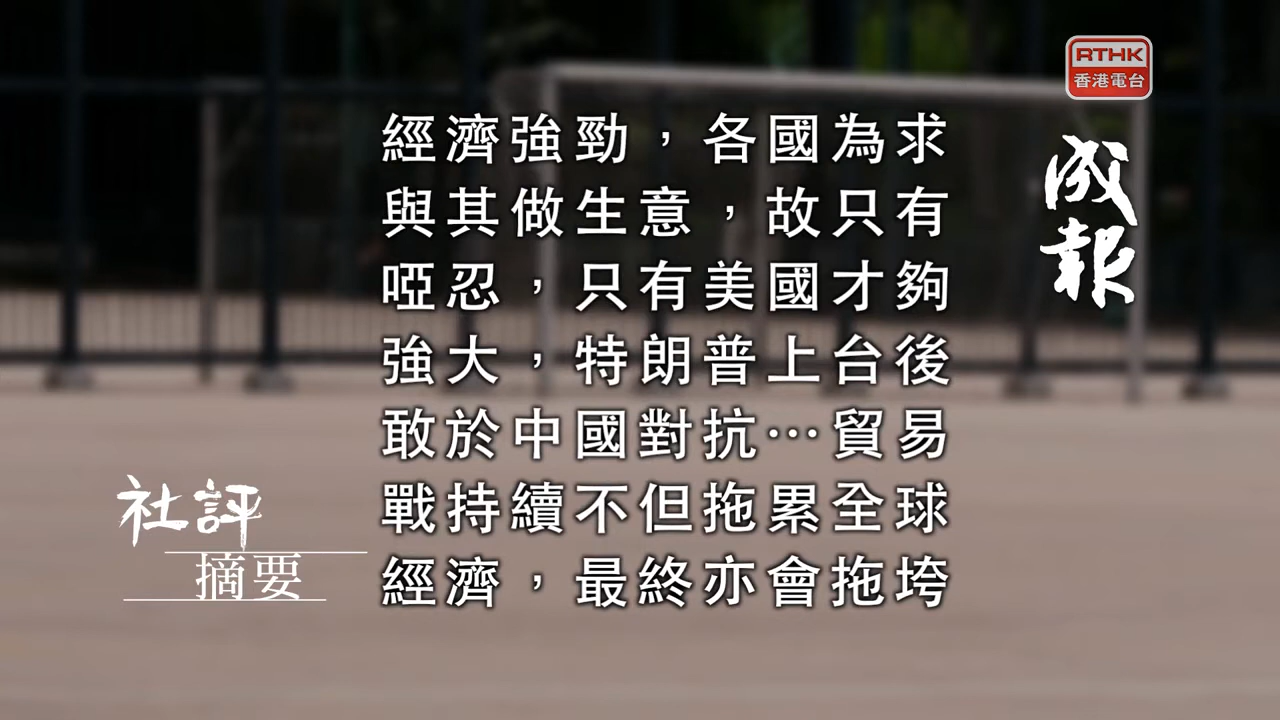 RTHK
香港電台
成報
經濟強勁，各國為求
與其做生意，故只有
啞忍，只有美國才夠
強大，特朗普上台後
敢於中國對抗…貿易
戰持續不但拖累全球
經濟，最終亦會拖垮
社評
摘要